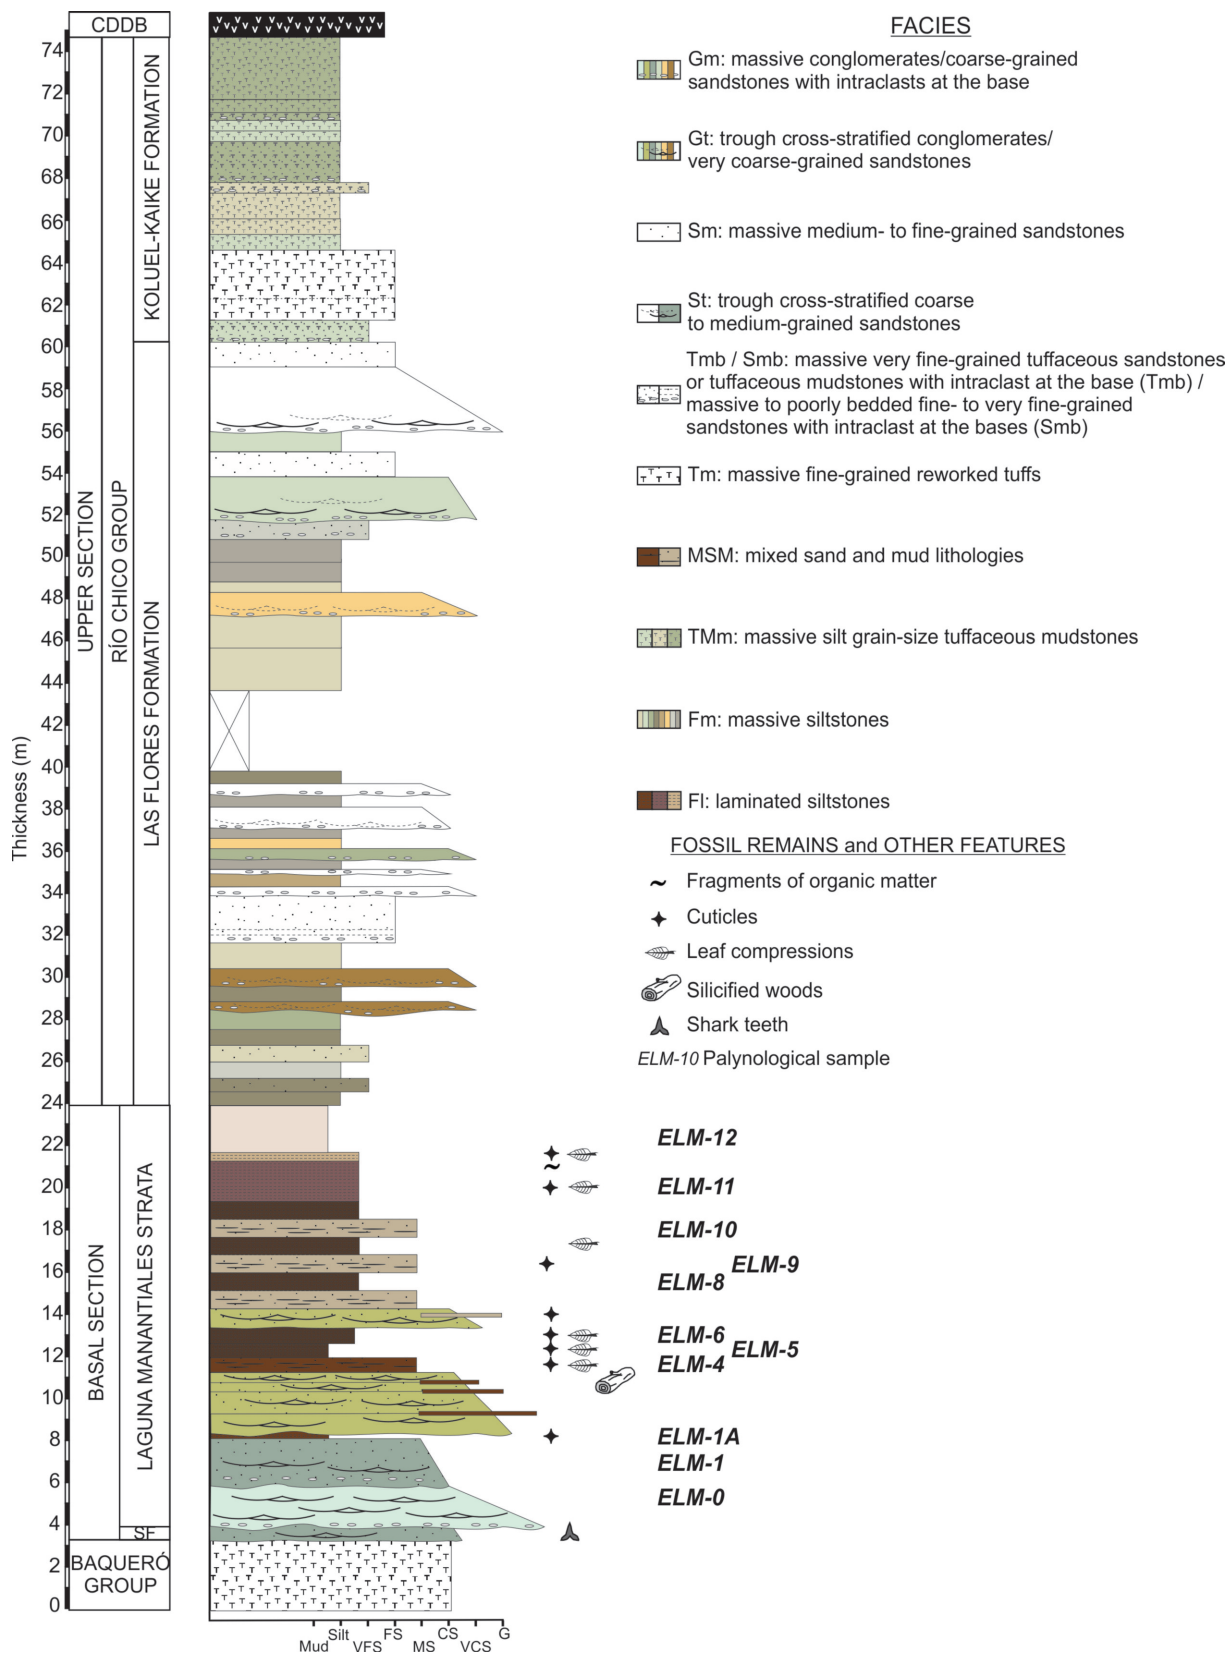 CDDB
74
72
70
68
66
64
62
60
58
56
54
52
50
48
46
44
42
40
38
36
34
32
30
28
26
24
22
20
18
16
14
12
10
8
6
4
2
0
Thickness (m)
UPPER SECTION
RÍO CHICO GROUP
KOLUEL-KAIKE FORMATION
LAS FLORES FORMATION
BASAL SECTION
LAGUNA MANANTIALES STRATA
SF
BAQUERÓ
GROUP
Mud
Silt
VFS
FS
MS
CS
VCS
G
FACIES
Gm: massive conglomerates/coarse-grained
sandstones with intraclasts at the base
Gt: trough cross-stratified conglomerates/
very coarse-grained sandstones
Sm: massive medium- to fine-grained sandstones
St: trough cross-stratified coarse
to medium-grained sandstones
Tmb / Smb: massive very fine-grained tuffaceous sandstones
or tuffaceous mudstones with intraclast at the base (Tmb) /
massive to poorly bedded fine- to very fine-grained
sandstones with intraclast at the bases (Smb)
Tm: massive fine-grained reworked tuffs
MSM: mixed sand and mud lithologies
TMm: massive silt grain-size tuffaceous mudstones
Fm: massive siltstones
Fl: laminated siltstones
FOSSIL REMAINS and OTHER FEATURES
Fragments of organic matter
Cuticles
Leaf compressions
Silicified woods
Shark teeth
ELM-10 Palynological sample
ELM-12
ELM-11
ELM-10
ELM-9
ELM-8
ELM-6
ELM-5
ELM-4
ELM-1A
ELM-1
ELM-0